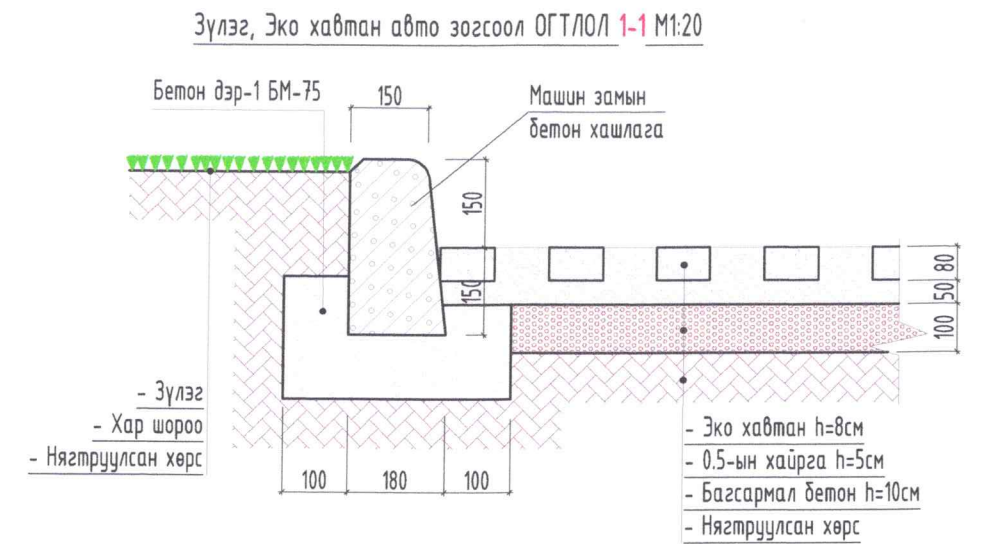 Зүлэг, Эко хавтан авто зогсоол ОГТЛОЛ 1-1 М1:20
Бетон дэр-1 БМ-75
150
Машин замын
бетон хашлага
150
150
80
50
100
- Зүлэг
- Хар шороо
- Нягтруулсан хөрс
100
180
100
- Эко хавтан h=8см
- 0.5-ын хайрга h=5см
- Багсармал бетон h=10см
- Нягтруулсан хөрс